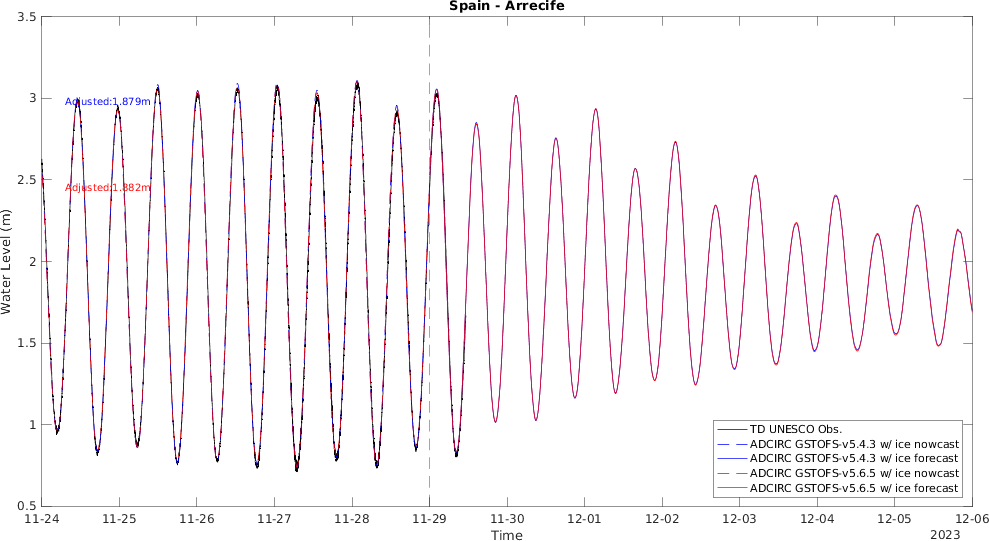 Spain - Arrecife
3.5
3
2.5
2
1.5
1
0.5
Water Level (m)
Adjusted:1.879m
Adjusted:1.882m
TD UNESCO Obs.
ADCIRC GSTOFS-v5.4.3 w/ ice nowcast
ADCIRC GSTOFS-v5.4.3 w/ ice forecast
ADCIRC GSTOFS-v5.6.5 w/ ice nowcast
ADCIRC GSTOFS-v5.6.5 w/ ice forecast
11-24 11-25 11-26 11-27 11-28 11-29 11-30 12-01 12-02 12-03 12-04 12-05 12-06
Time
2023